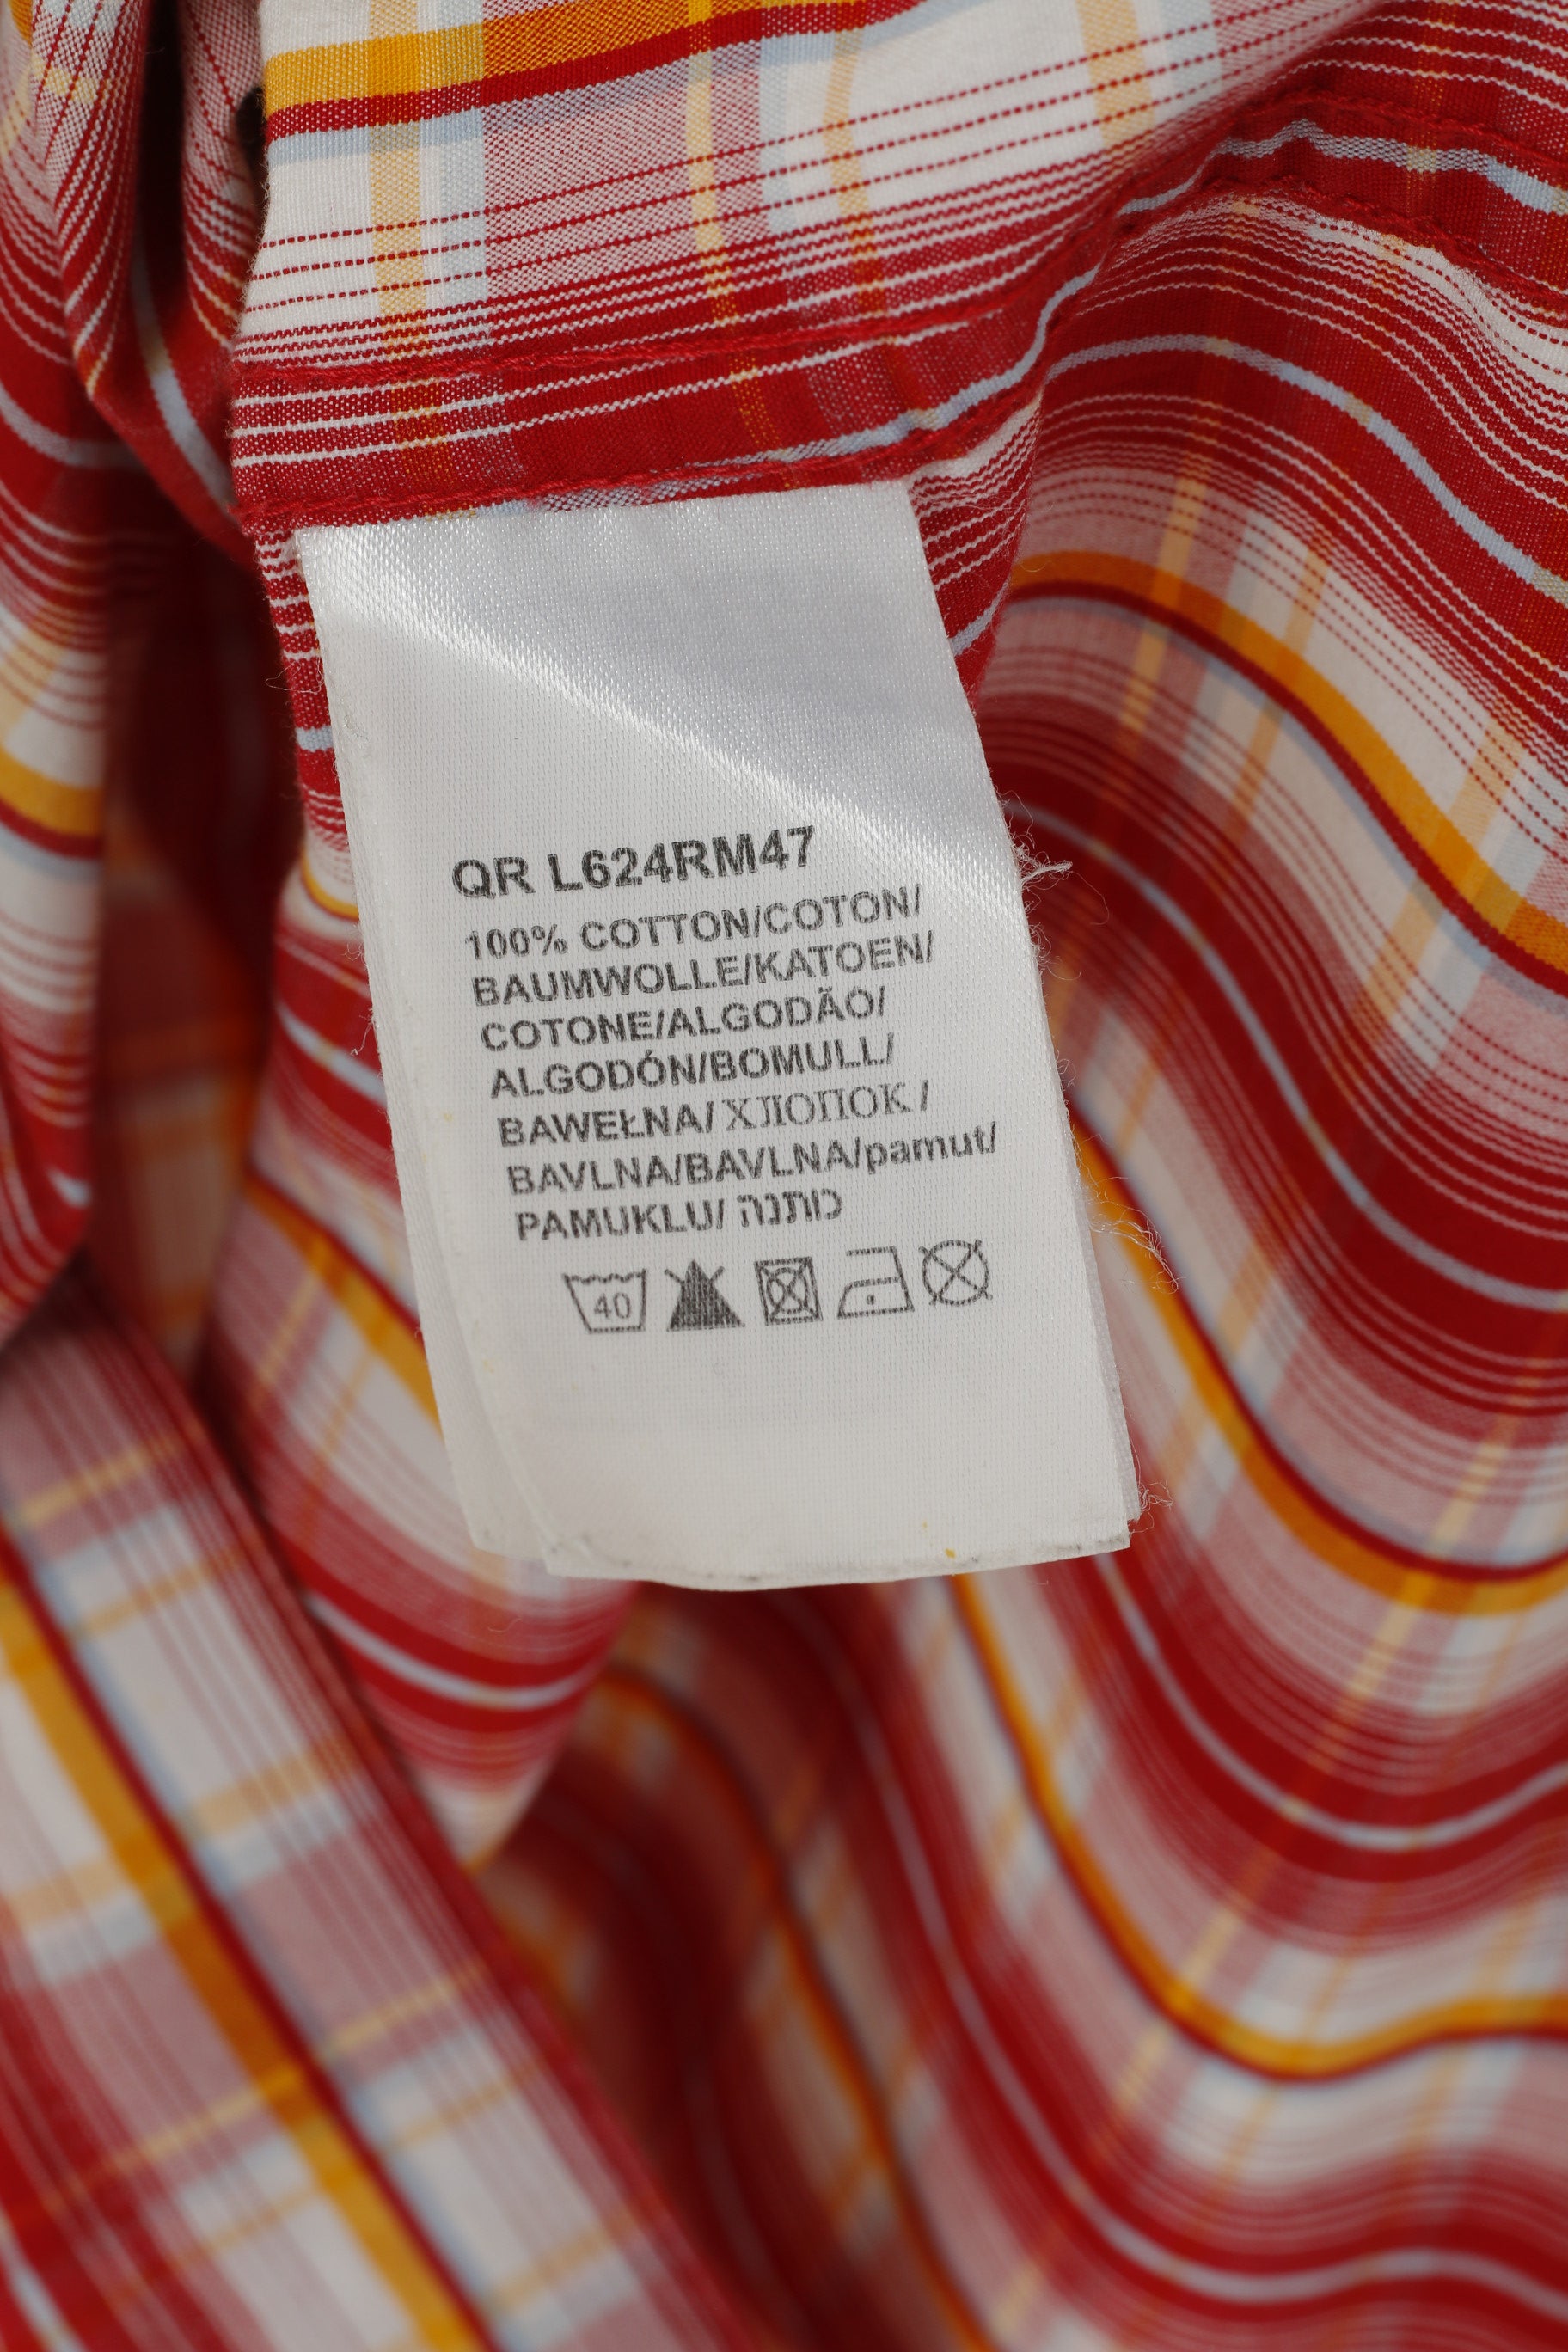 QR L624RM47
100% COTTON/COTON/
BAUMWOLLE/KATOEN/
COTONE/ALGODÃO/
ALGODÓN/BOMULL/
BAWEŁNA/ ХЛОПОК /
BAVLNA/BAVLNA/pamut/
PAMUKLU/ כותנה
40